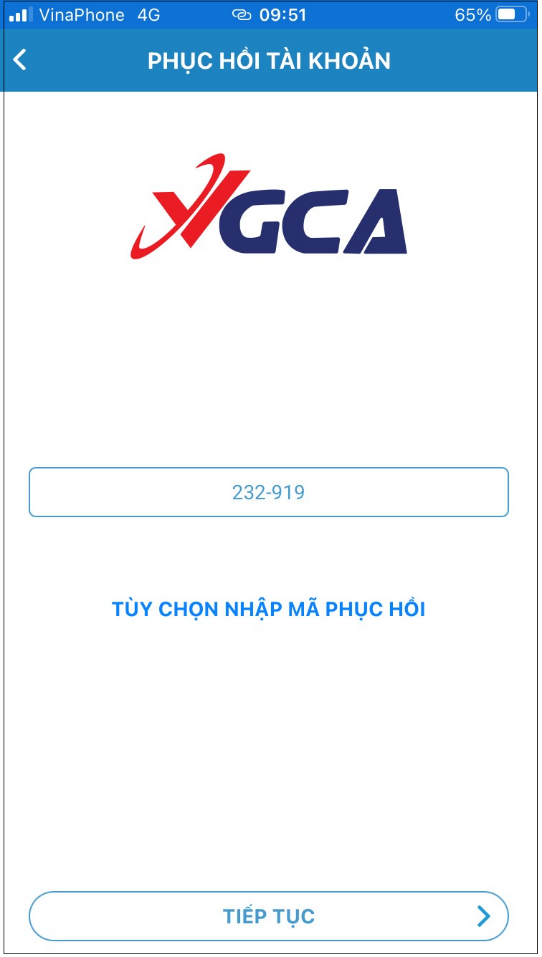 VinaPhone 4G 09:51 65%
PHỤC HỒI TÀI KHOẢN
VGCA
232-919
TÙY CHỌN NHẬP MÃ PHỤC HỒI
TIẾP TỤC